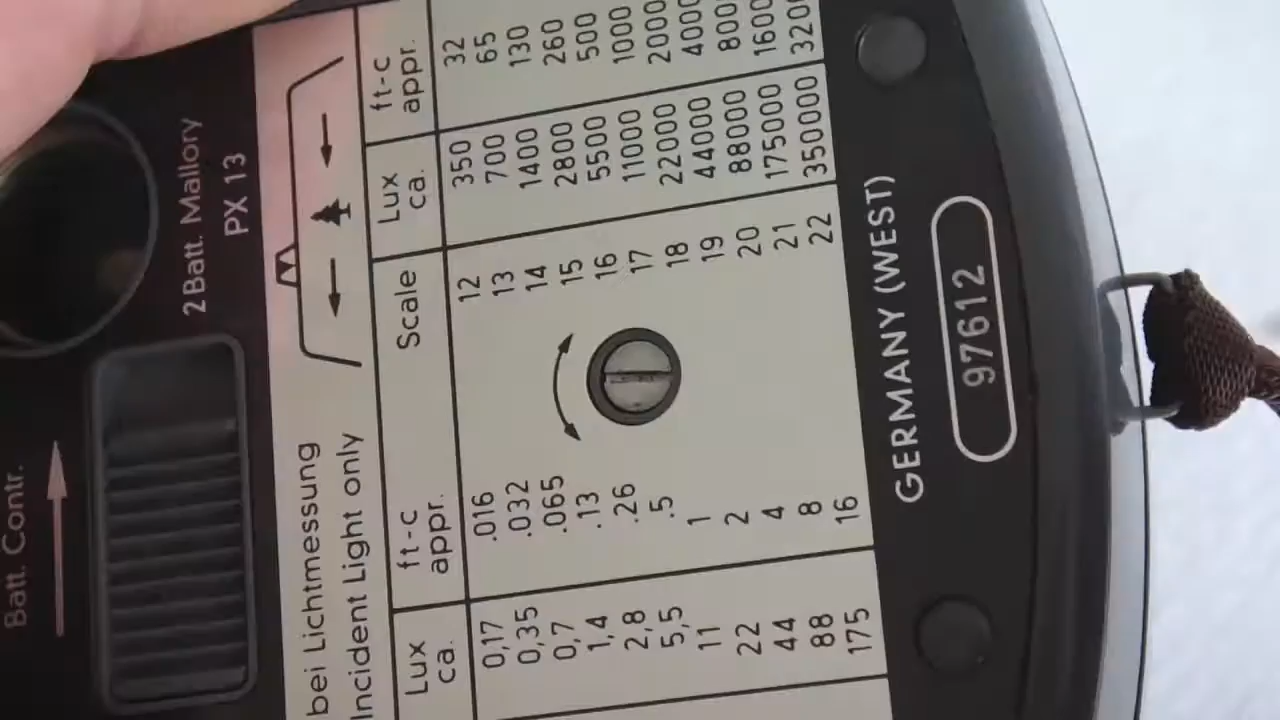 Batt. Contr.
2 Batt. Mallory
PX 13
bei Lichtmessung
Incident Light only
Lux ft-c Scale Lux ft-c
ca. appr. ca. appr.
0,17 .016 12 350 32
0,35 .032 13 700 65
0,7 .065 14 1400 130
1,4 .13 15 2800 260
2,8 .26 16 5500 500
5,5 .5 17 11000 1000
11 1 18 22000 2000
22 2 19 44000 4000
44 4 20 88000
88 8 21 175000
175 16 22 350000
GERMANY (WEST)
97612